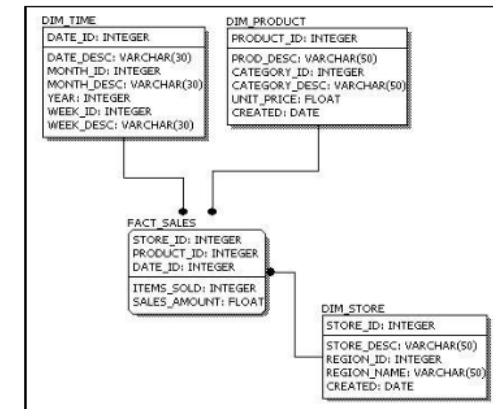 DIM_TIME
DATE_ID: INTEGER
DATE_DESC: VARCHAR(30)
MONTH_ID: INTEGER
MONTH_DESC: VARCHAR(30)
YEAR: INTEGER
WEEK_ID: INTEGER
WEEK_DESC: VARCHAR(30)
DIM_PRODUCT
PRODUCT_ID: INTEGER
PROD_DESC: VARCHAR(50)
CATEGORY_ID: INTEGER
CATEGORY_DESC: VARCHAR(50)
UNIT_PRICE: FLOAT
CREATED: DATE
FACT_SALES
STORE_ID: INTEGER
PRODUCT_ID: INTEGER
DATE_ID: INTEGER
ITEMS_SOLD: INTEGER
SALES_AMOUNT: FLOAT
DIM_STORE
STORE_ID: INTEGER
STORE_DESC: VARCHAR(50)
REGION_ID: INTEGER
REGION_NAME: VARCHAR(50)
CREATED: DATE